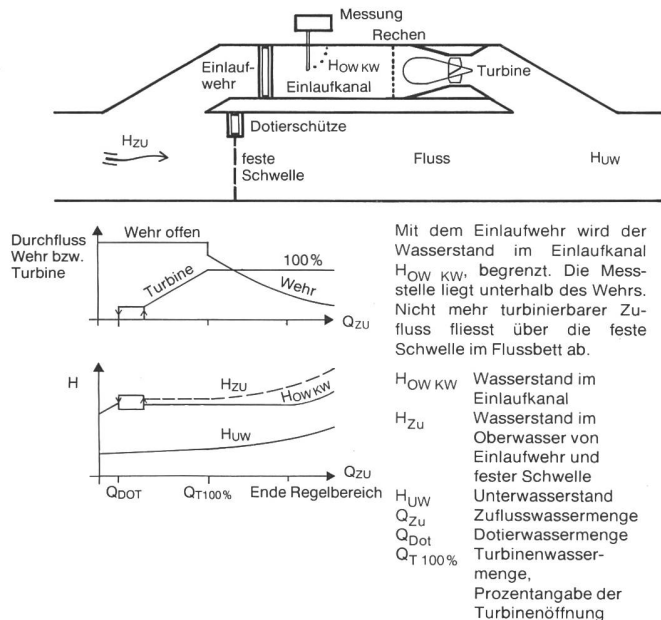 Messung
Rechen
Einlauf-
wehr
HOW KW
Einlaufkanal
Turbine
Dotierschütze
HZU
feste
Schwelle
Fluss
HUW
Durchfluss
Wehr bzw.
Turbine
Wehr offen
100%
Turbine
Wehr
QZU
H
HZU
HOW KW
HUW
QZU
QDOT
QT100%
Ende Regelbereich
Mit dem Einlaufwehr wird der
Wasserstand im Einlaufkanal
HOW KW, begrenzt. Die Mess-
stelle liegt unterhalb des Wehrs.
Nicht mehr turbinierbarer Zu-
fluss fliesst über die feste
Schwelle im Flussbett ab.
HOW KW Wasserstand im
Einlaufkanal
HZu Wasserstand im
Oberwasser von
Einlaufwehr und
fester Schwelle
HUW Unterwasserstand
QZu Zuflusswassermenge
QDot Dotierwassermenge
QT 100% Turbinenwasser-
menge,
Prozentangabe der
Turbinenöffnung